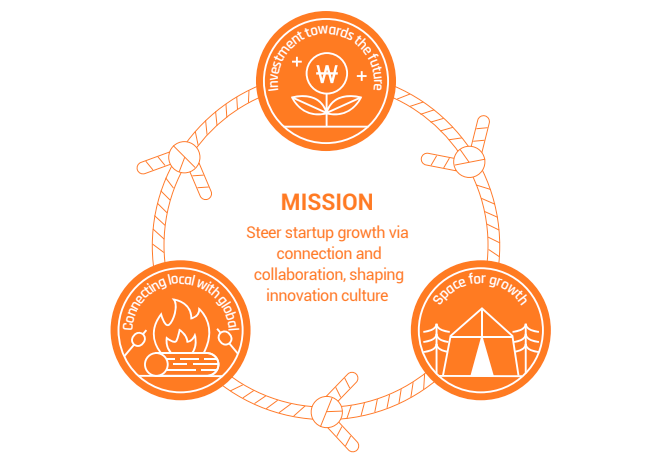 Investment towards the future
₩
MISSION
Steer startup growth via
connection and
collaboration, shaping
innovation culture
Connecting local with global
Space for growth